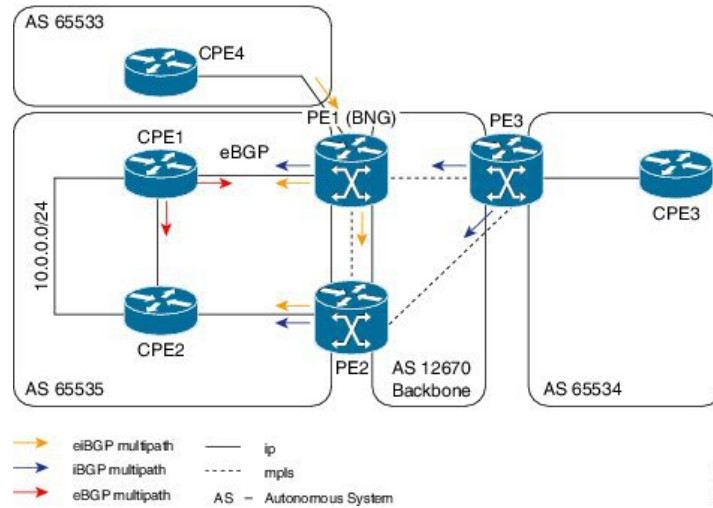 AS 65533
CPE4
PE1 (BNG)
PE3
CPE1
eBGP
CPE3
10.0.0.0/24
CPE2
PE2
AS 12670
Backbone
AS 65535
AS 65534
eiBGP multipath
ip
iBGP multipath
mpls
eBGP multipath
AS – Autonomous System